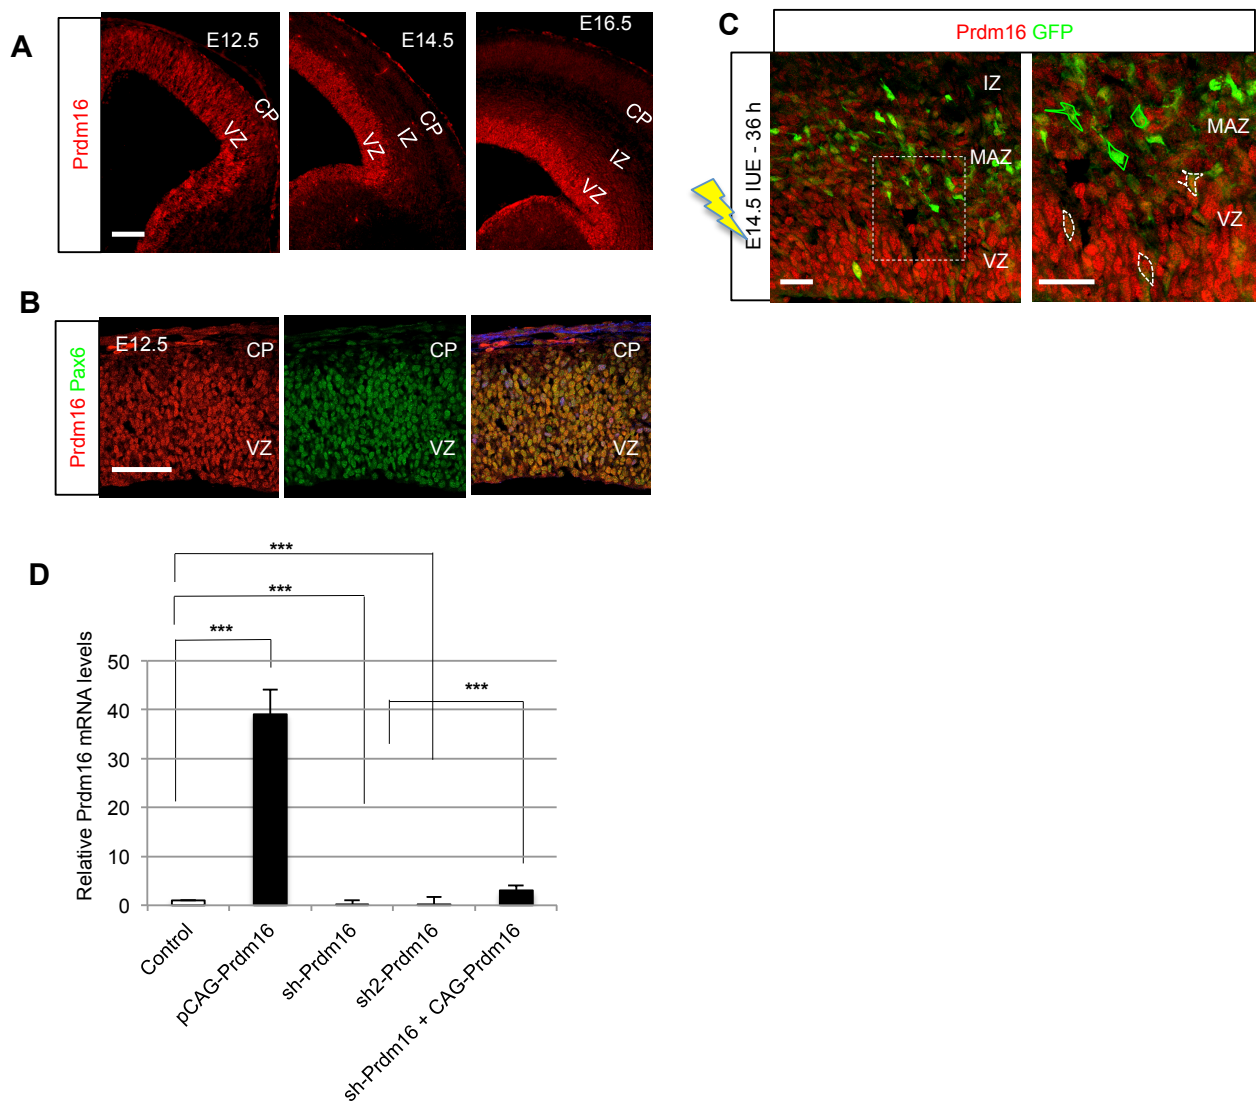 A
Prdm16
E12.5
VZ
CP
E14.5
VZ
IZ
CP
E16.5
VZ
IZ
CP
B
Prdm16 Pax6
E12.5
CP
VZ
CP
VZ
CP
VZ
C
Prdm16 GFP
E14.5 IUE - 36 h
IZ
MAZ
VZ
MAZ
VZ
D
***
***
***
***
Relative Prdm16 mRNA levels
50
40
30
20
10
0
Control
pCAG-Prdm16
sh-Prdm16
sh2-Prdm16
sh-Prdm16 + CAG-Prdm16